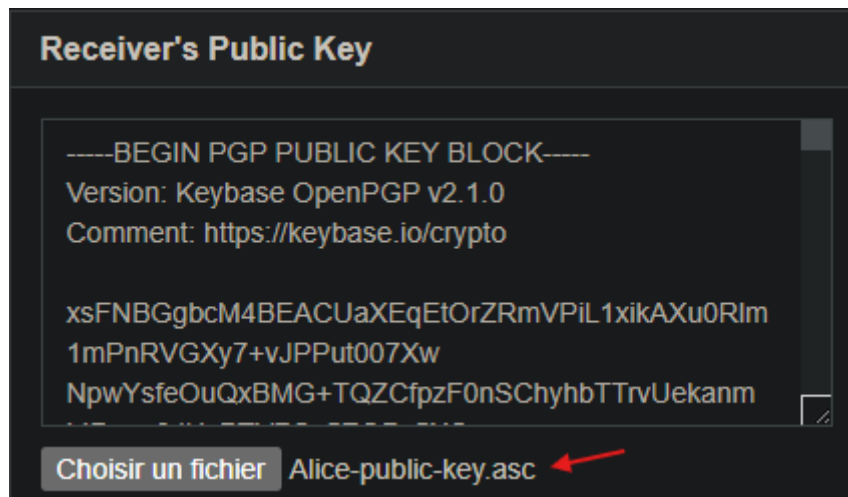 Receiver's Public Key
-----BEGIN PGP PUBLIC KEY BLOCK-----
Version: Keybase OpenPGP v2.1.0
Comment: https://keybase.io/crypto
xsFNBGgbcM4BEACUaXEqEtOrZRmVPiL1xikAXu0Rlm
1mPnRVGXy7+vJPPut007Xw
NpwYsfeOuQxBMG+TQZCfpzF0nSChyhbTTrvUekanm
Choisir un fichier Alice-public-key.asc